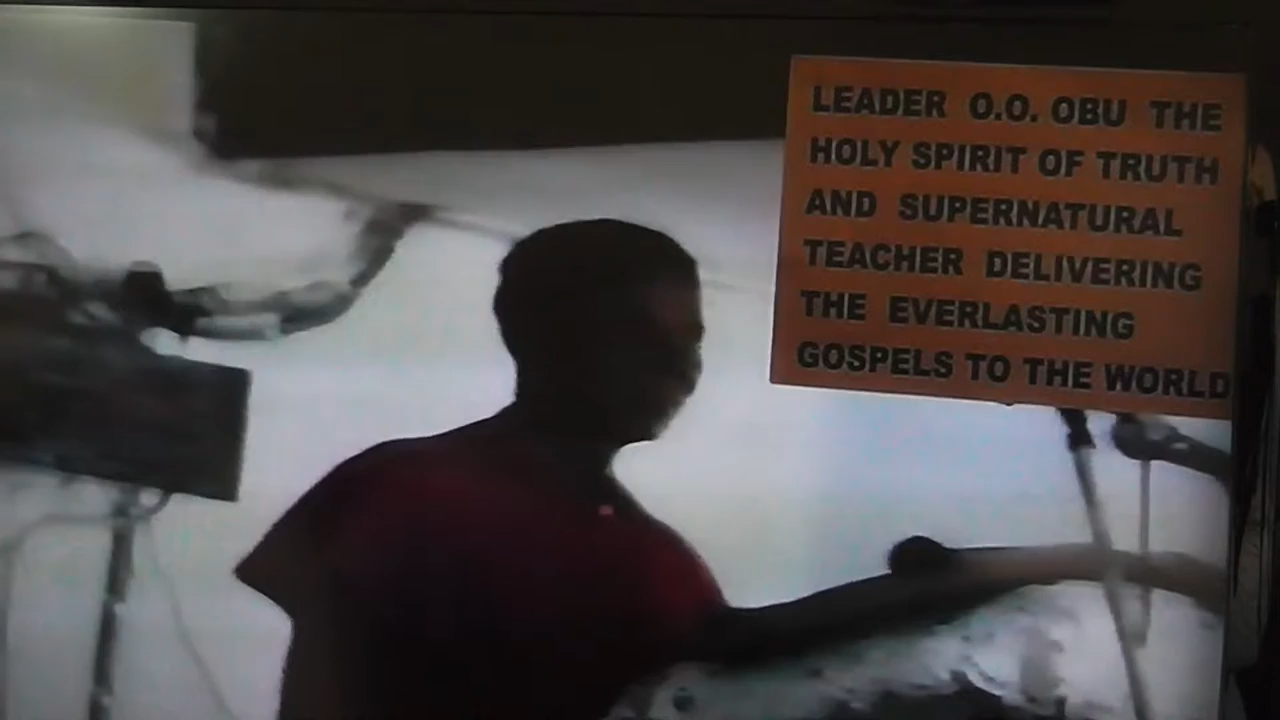 LEADER O.O. OBU THE
HOLY SPIRIT OF TRUTH
AND SUPERNATURAL
TEACHER DELIVERING
THE EVERLASTING
GOSPELS TO THE WORLD